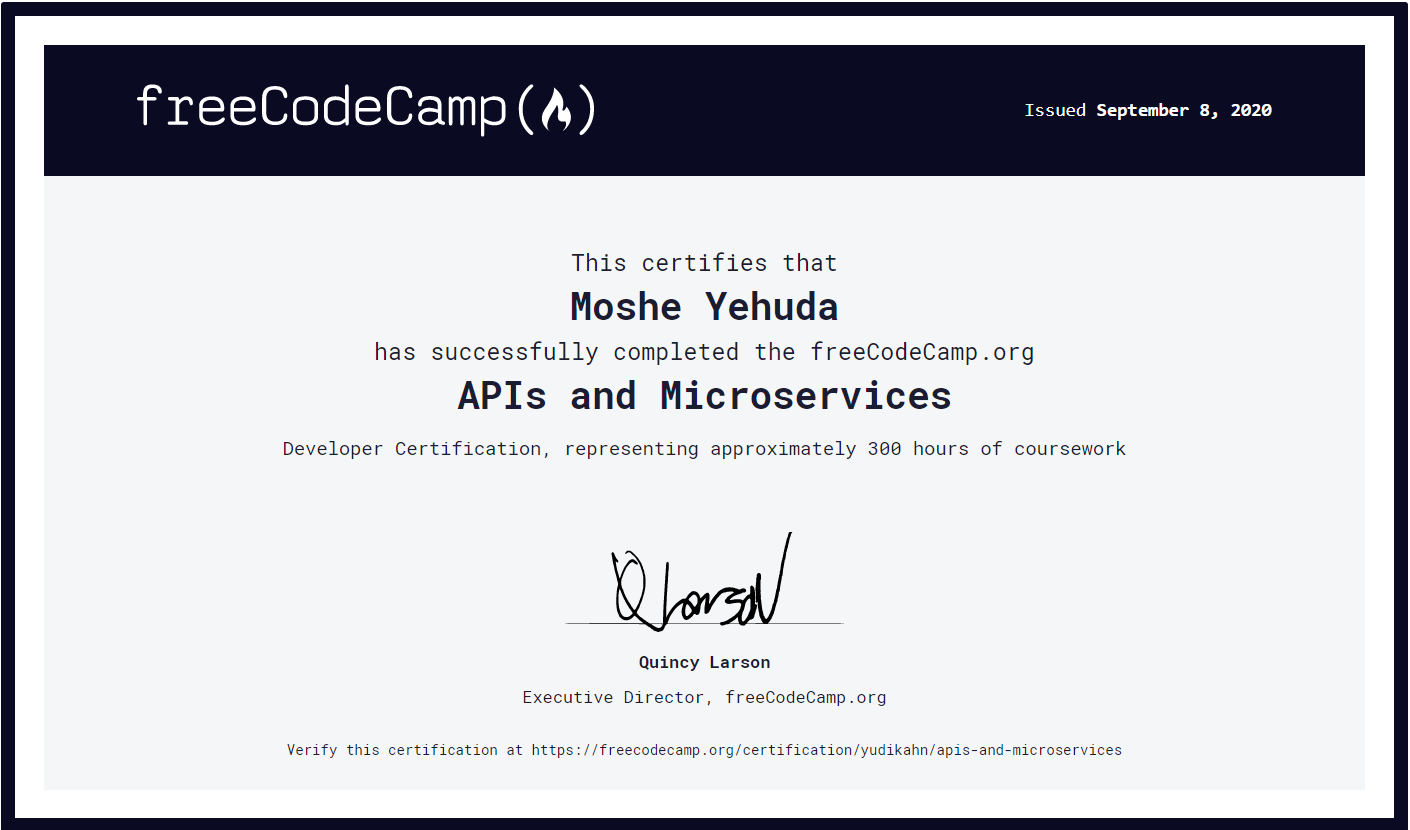 freeCodeCamp(🔥)
Issued September 8, 2020
This certifies that
Moshe Yehuda
has successfully completed the freeCodeCamp.org
APIs and Microservices
Developer Certification, representing approximately 300 hours of coursework
Q Larson
Quincy Larson
Executive Director, freeCodeCamp.org
Verify this certification at https://freecodecamp.org/certification/yudikahn/apis-and-microservices